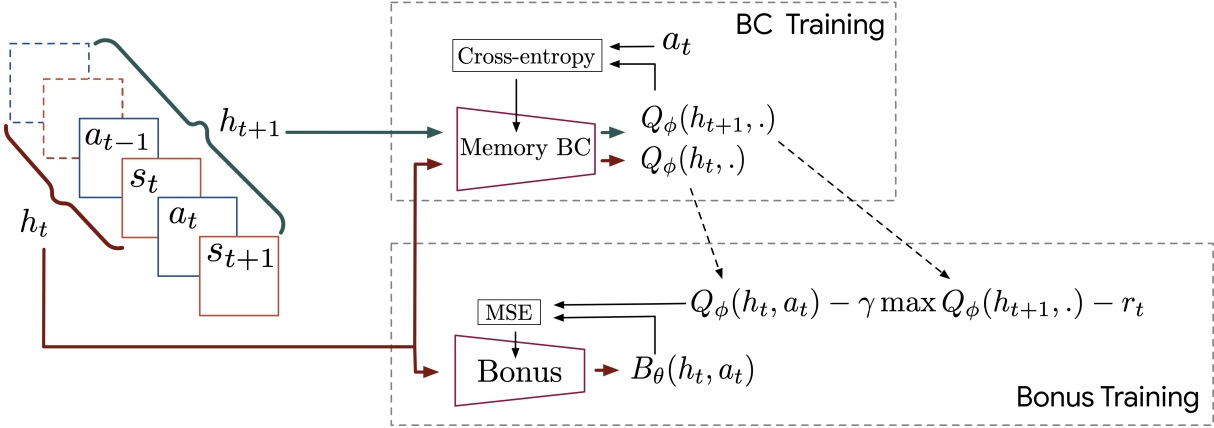 BC Training
Cross-entropy
a_t
h_{t+1}
a_{t-1}
Q_ϕ(h_{t+1}, .)
Memory BC
Q_ϕ(h_t, .)
s_t
a_t
h_t
s_{t+1}
MSE
Q_ϕ(h_t, a_t) − γ max Q_ϕ(h_{t+1}, .) − r_t
Bonus
B_θ(h_t, a_t)
Bonus Training